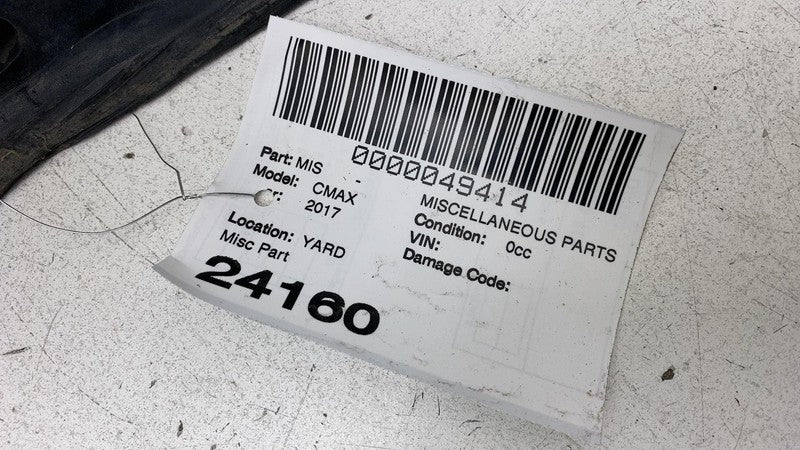 0000049414
Part: MIS - MISCELLANEOUS PARTS
Model: CMAX Condition: 0cc
2017 VIN:
Location: YARD Damage Code:
Misc Part
24160